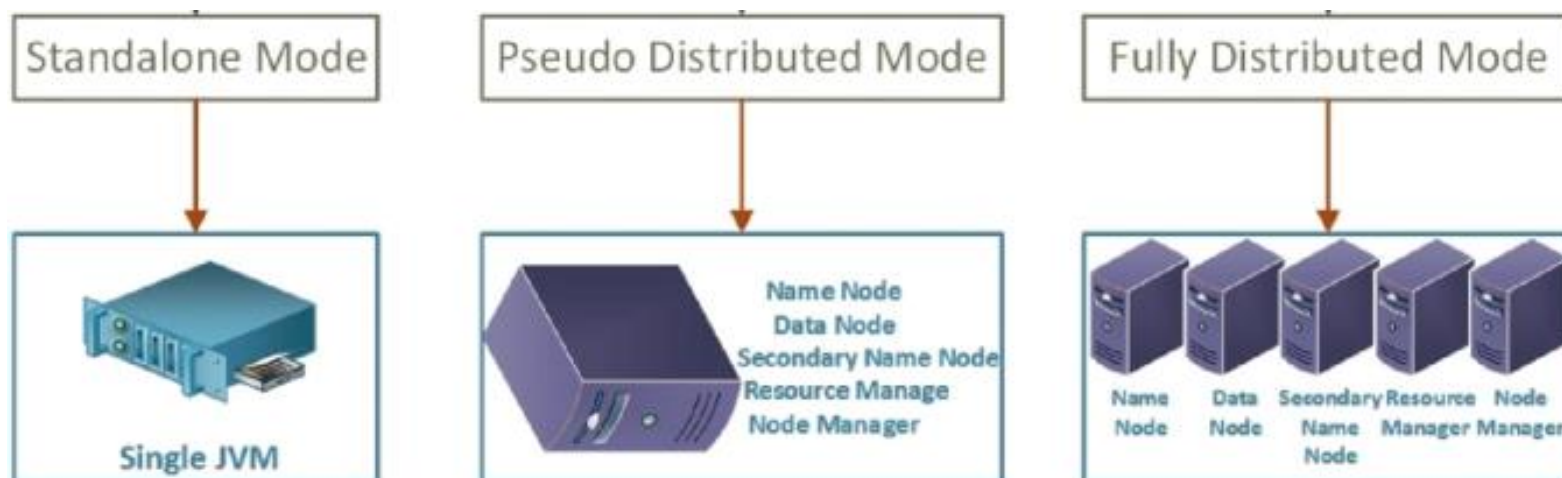 Standalone Mode
Pseudo Distributed Mode
Fully Distributed Mode
Single JVM
Name Node
Data Node
Secondary Name Node
Resource Manage
Node Manager
Name
Node
Data
Node
Secondary
Name
Node
Resource
Manager
Node
Manager